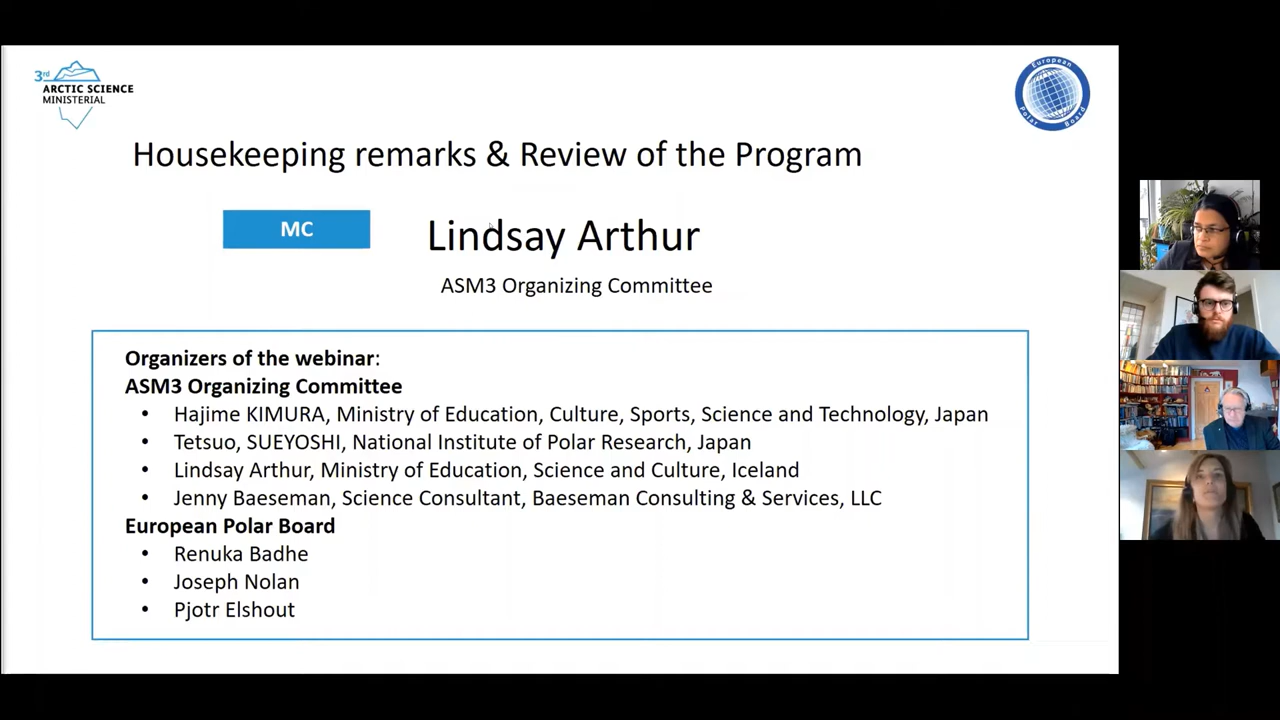 3rd
ARCTIC SCIENCE
MINISTERIAL
European
Polar Board
Housekeeping remarks & Review of the Program
MC
Lindsay Arthur
ASM3 Organizing Committee
Organizers of the webinar:
ASM3 Organizing Committee
• Hajime KIMURA, Ministry of Education, Culture, Sports, Science and Technology, Japan
• Tetsuo, SUEYOSHI, National Institute of Polar Research, Japan
• Lindsay Arthur, Ministry of Education, Science and Culture, Iceland
• Jenny Baeseman, Science Consultant, Baeseman Consulting & Services, LLC
European Polar Board
• Renuka Badhe
• Joseph Nolan
• Pjotr Elshout